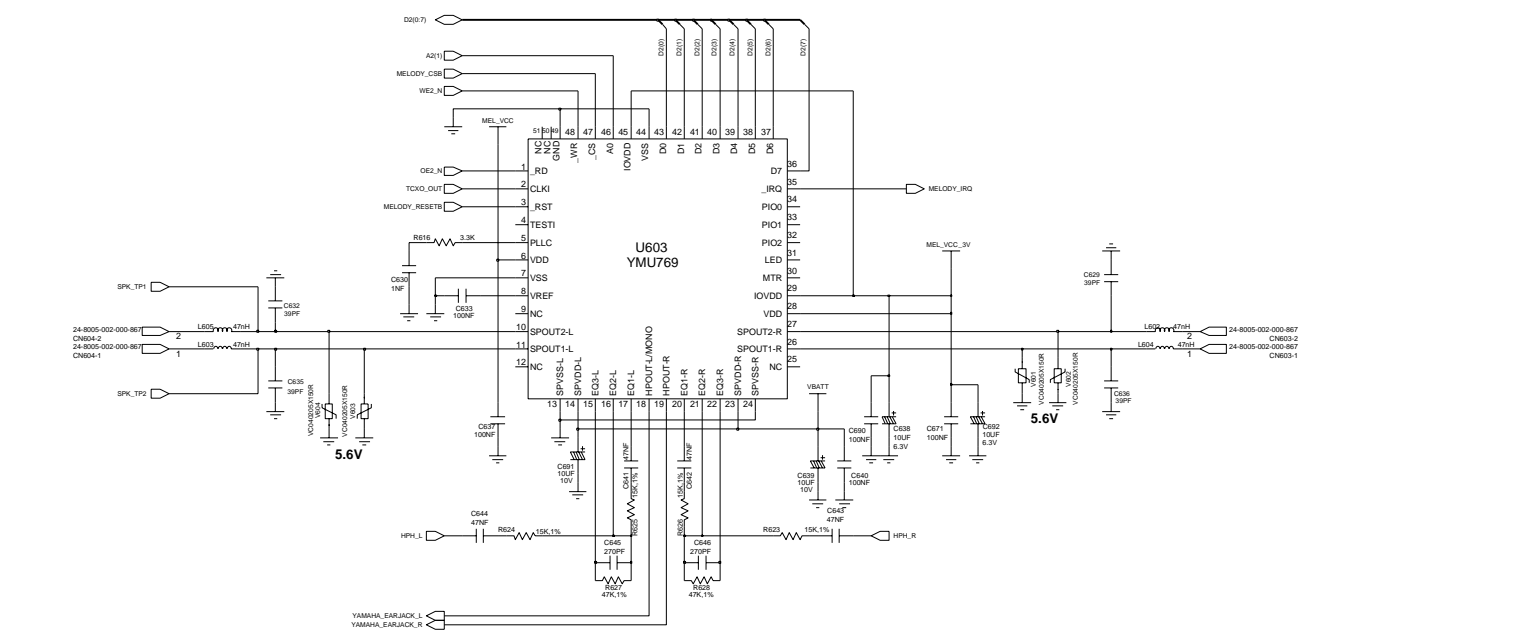 D2(0:7)
A2(1)
MELODY_CSB
WE2_N
D2(0)
D2(1)
D2(2)
D2(3)
D2(4)
D2(5)
D2(6)
D2(7)
MEL_VCC
51 50 49 48 47 46 45 44 43 42 41 40 39 38 37
NC
NC
GND
_WR
_CS
A0
IOVDD
VSS
D0
D1
D2
D3
D4
D5
D6
OE2_N
1 _RD
TCXO_OUT
2 CLKI
MELODY_RESETB
3 _RST
4 TESTI
R616 3.3K
5 PLLC
6 VDD
7 VSS
8 VREF
9 NC
10 SPOUT2-L
11 SPOUT1-L
12 NC
U603
YMU769
D7 36
_IRQ 35
MELODY_IRQ
PIO0 34
PIO1 33
PIO2 32
LED 31
MTR 30
IOVDD 29
VDD 28
SPOUT2-R 27
SPOUT1-R 26
NC 25
C630
1NF
C633
100NF
MEL_VCC_3V
C629
39PF
SPK_TP1
C632
39PF
24-8005-002-000-867
CN604-2
2
L605 47nH
24-8005-002-000-867
CN604-1
1
L603 47nH
SPK_TP2
C635
39PF
VC040205X150R
V604
VC040205X150R
V603
5.6V
L602 47nH
2
24-8005-002-000-867
CN603-2
L604 47nH
1
24-8005-002-000-867
CN603-1
V601
VC040205X150R
V602
VC040205X150R
5.6V
C636
39PF
SPVSS-L
SPVDD-L
EQ3-L
EQ2-L
EQ1-L
HPOUT-L/MONO
HPOUT-R
EQ1-R
EQ2-R
EQ3-R
SPVDD-R
SPVSS-R
13 14 15 16 17 18 19 20 21 22 23 24
VBATT
C637
100NF
C691
10UF
10V
C641
47NF
R625
15K,1%
C642
47NF
R626
15K,1%
C639
10UF
10V
C640
100NF
C690
100NF
C638
10UF
6.3V
C671
100NF
C692
10UF
6.3V
HPH_L
C644
47NF
R624 15K,1%
C645
270PF
R627
47K,1%
C646
270PF
R628
47K,1%
R623 15K,1%
C643
47NF
HPH_R
YAMAHA_EARJACK_L
YAMAHA_EARJACK_R